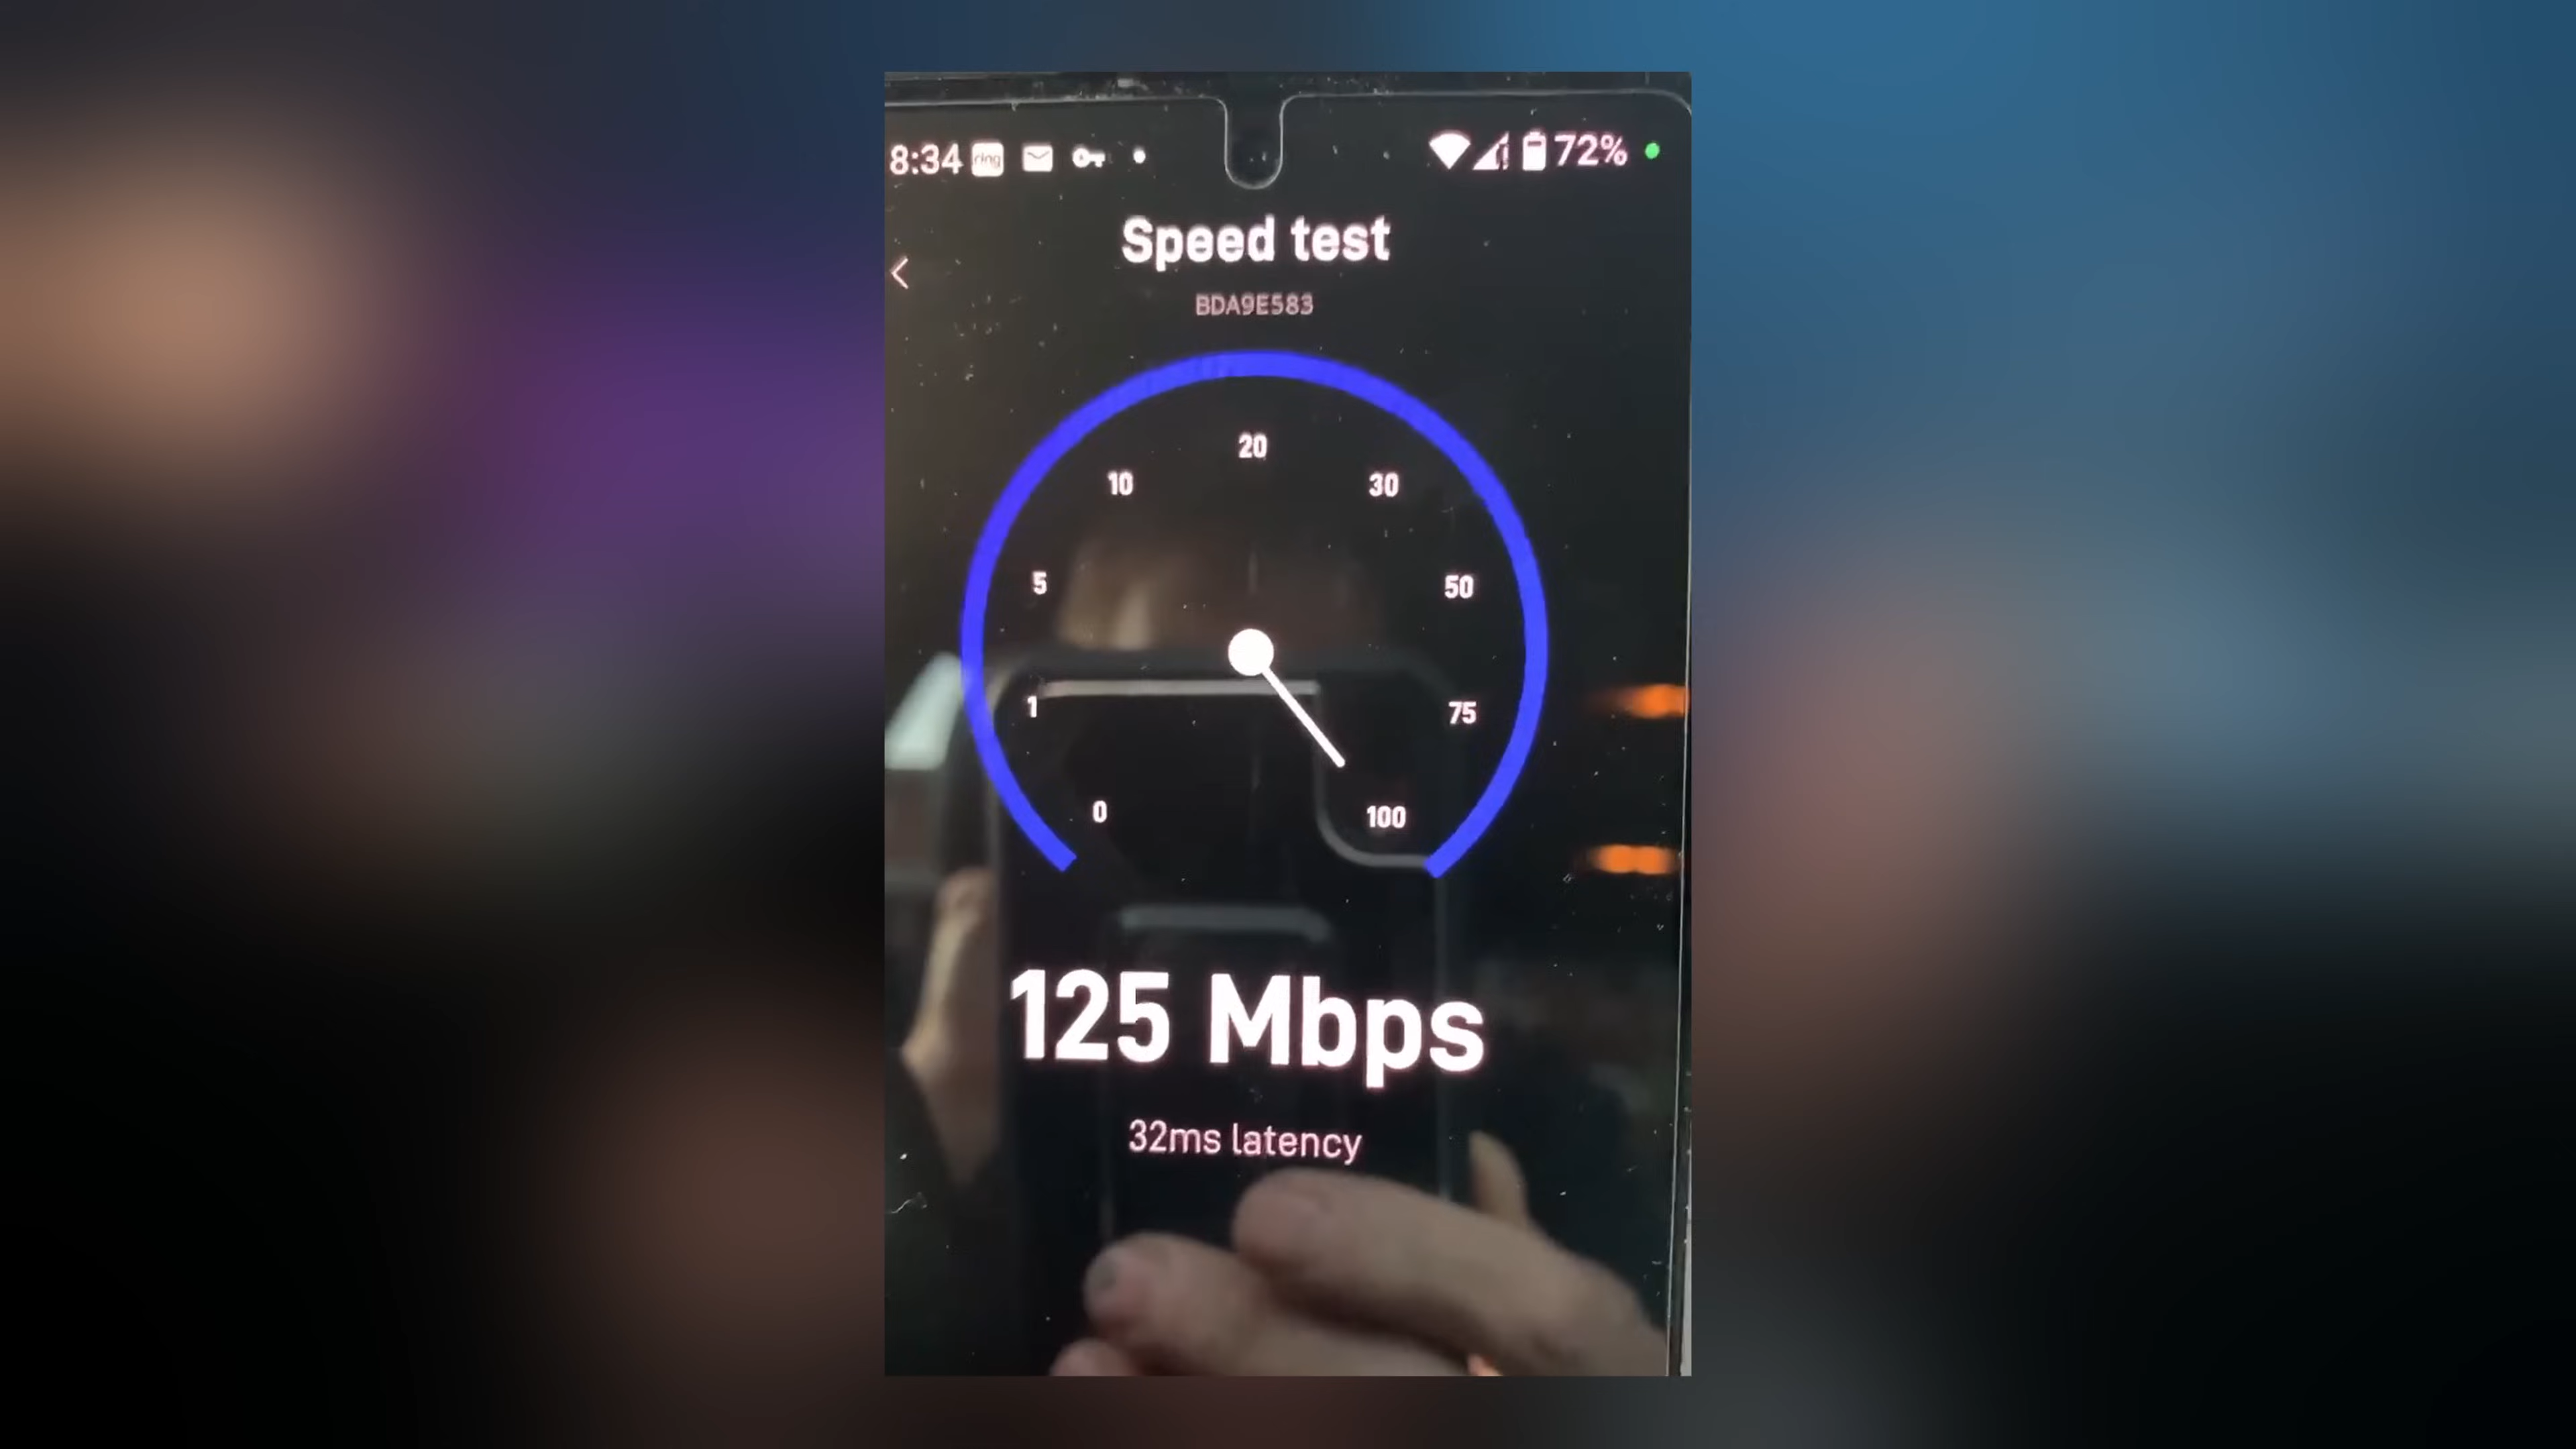 8:34 ring 72%
Speed test
BDA9E583
20
10 30
5 50
1 75
0 100
125 Mbps
32ms latency